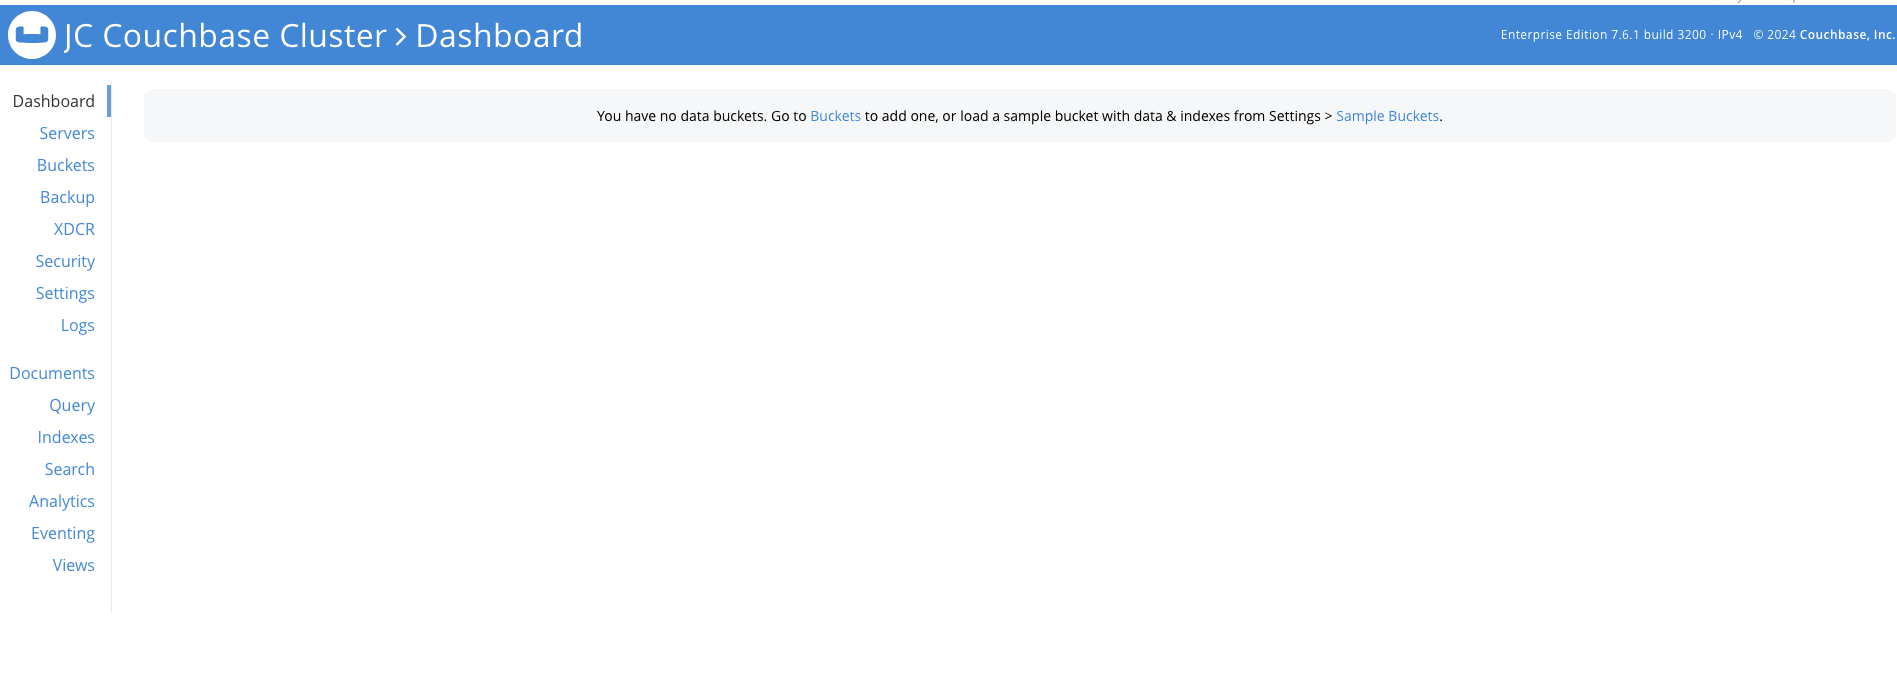 JC Couchbase Cluster > Dashboard
Enterprise Edition 7.6.1 build 3200 · IPv4 © 2024 Couchbase, Inc.
Dashboard
Servers
Buckets
Backup
XDCR
Security
Settings
Logs
Documents
Query
Indexes
Search
Analytics
Eventing
Views
You have no data buckets. Go to Buckets to add one, or load a sample bucket with data & indexes from Settings > Sample Buckets.